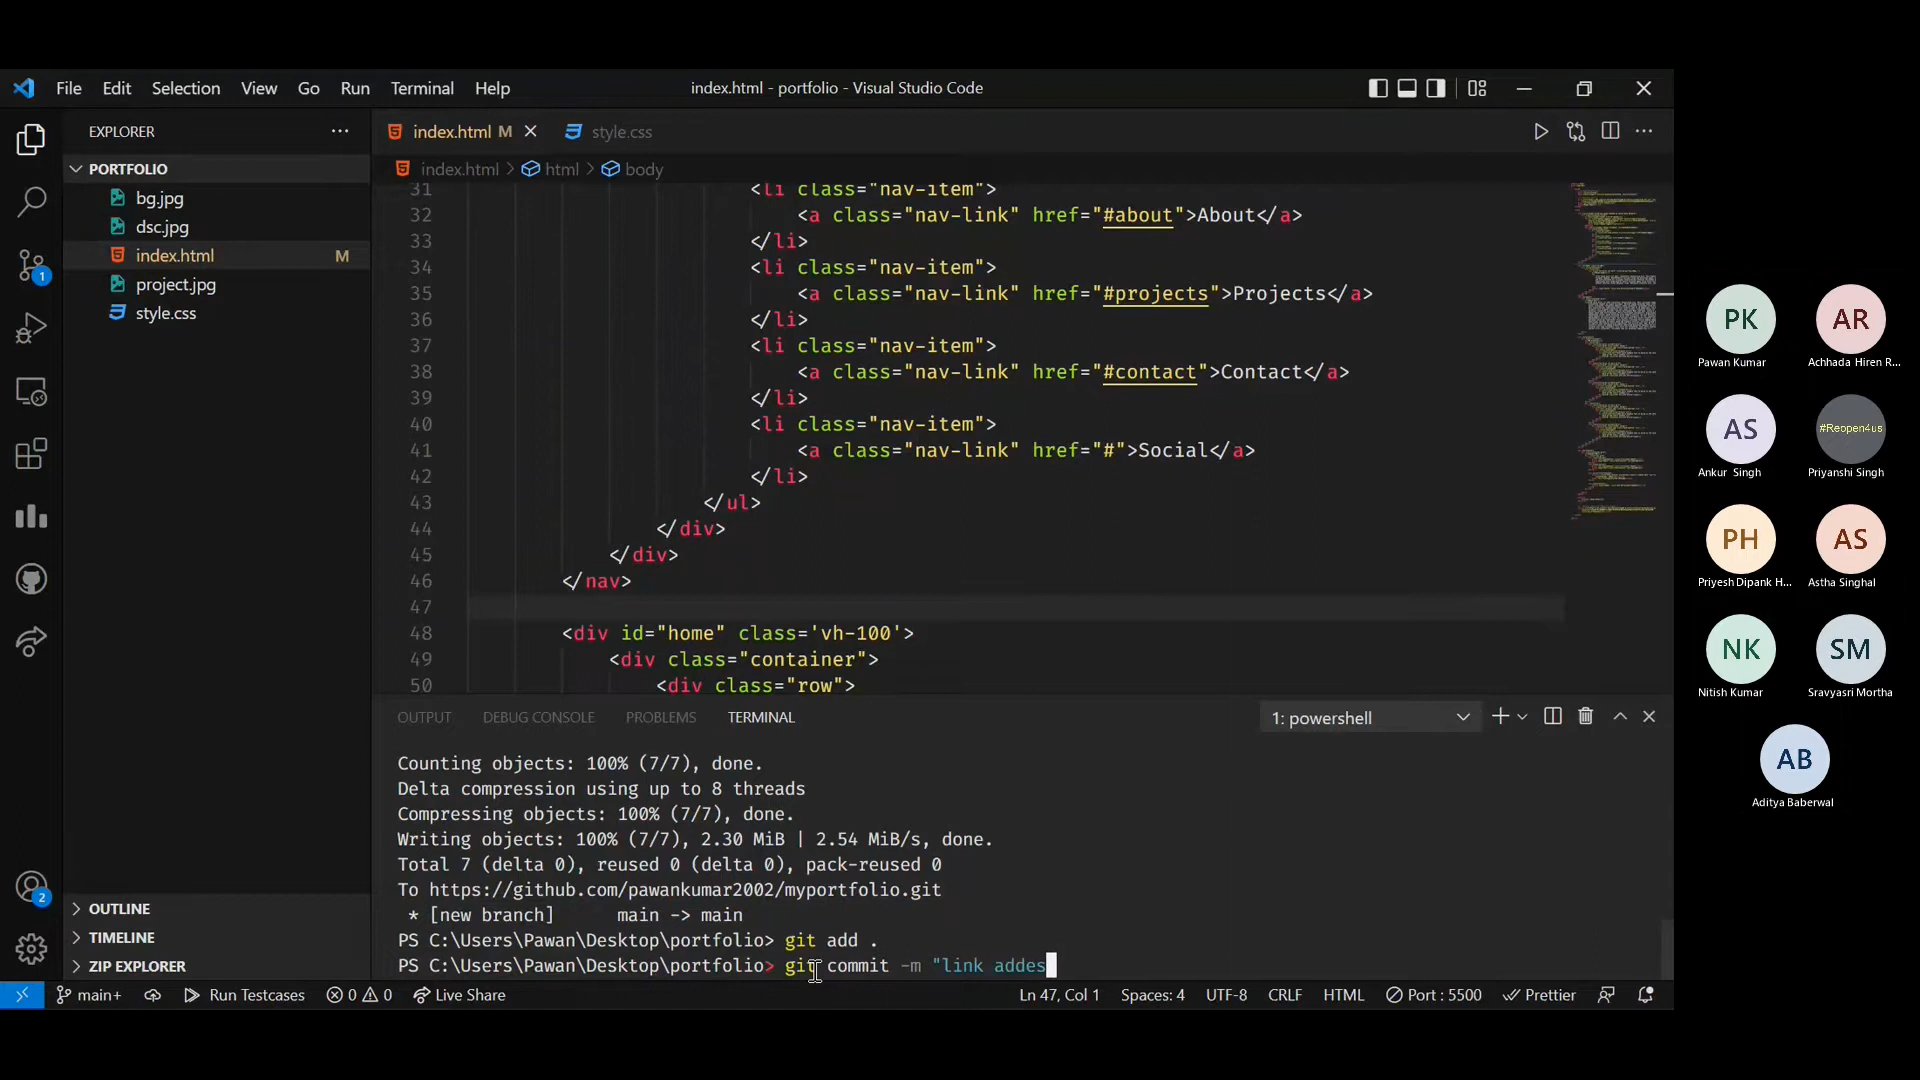 File Edit Selection View Go Run Terminal Help
index.html - portfolio - Visual Studio Code
EXPLORER
index.html M
style.css
PORTFOLIO
bg.jpg
dsc.jpg
index.html M
project.jpg
style.css
index.html > html > body
31 <li class="nav-item">
32 <a class="nav-link" href="#about">About</a>
33 </li>
34 <li class="nav-item">
35 <a class="nav-link" href="#projects">Projects</a>
36 </li>
37 <li class="nav-item">
38 <a class="nav-link" href="#contact">Contact</a>
39 </li>
40 <li class="nav-item">
41 <a class="nav-link" href="#">Social</a>
42 </li>
43 </ul>
44 </div>
45 </div>
46 </nav>
47
48 <div id="home" class='vh-100'>
49 <div class="container">
50 <div class="row">
1
2
OUTLINE
TIMELINE
ZIP EXPLORER
OUTPUT DEBUG CONSOLE PROBLEMS TERMINAL
1: powershell
Counting objects: 100% (7/7), done.
Delta compression using up to 8 threads
Compressing objects: 100% (7/7), done.
Writing objects: 100% (7/7), 2.30 MiB | 2.54 MiB/s, done.
Total 7 (delta 0), reused 0 (delta 0), pack-reused 0
To https://github.com/pawankumar2002/myportfolio.git
* [new branch] main -> main
PS C:\Users\Pawan\Desktop\portfolio> git add .
PS C:\Users\Pawan\Desktop\portfolio> git commit -m "link addes
main+ Run Testcases 0 0 Live Share
Ln 47, Col 1 Spaces: 4 UTF-8 CRLF HTML Port : 5500 Prettier
PK
Pawan Kumar
AR
Achhada Hiren R...
AS
Ankur Singh
#Reopen4us
Priyanshi Singh
PH
Priyesh Dipank H...
AS
Astha Singhal
NK
Nitish Kumar
SM
Sravyasri Mortha
AB
Aditya Baberwal